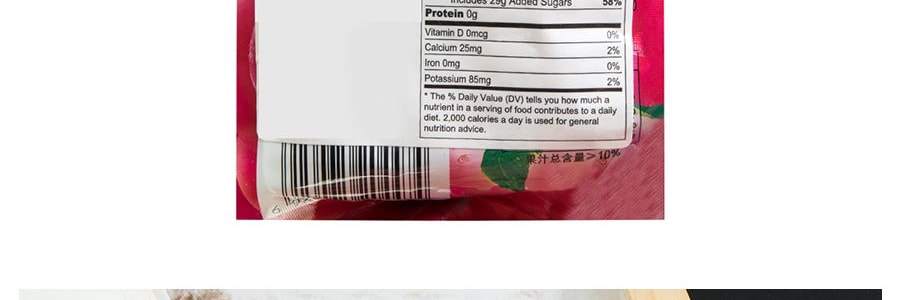 Includes 29g Added Sugars 58%
Protein 0g
Vitamin D 0mcg 0%
Calcium 25mg 2%
Iron 0mg 0%
Potassium 85mg 2%
* The % Daily Value (DV) tells you how much a
nutrient in a serving of food contributes to a daily
diet. 2,000 calories a day is used for general
nutrition advice.
果汁总含量＞10%